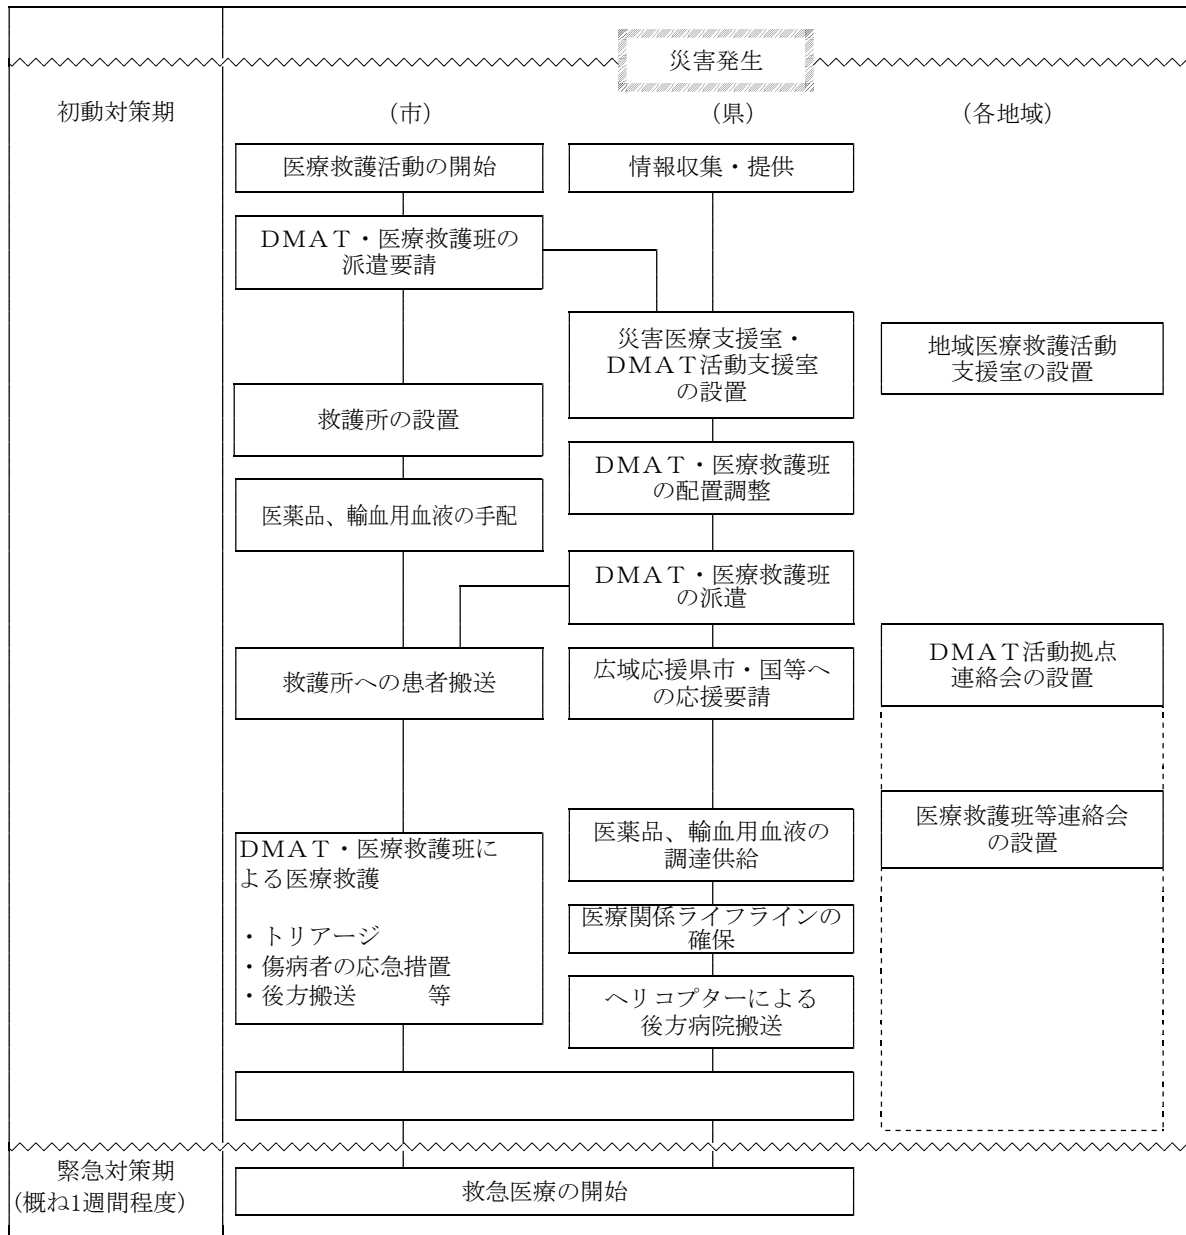 災害発生
初動対策期
（市）
（県）
（各地域）
医療救護活動の開始
情報収集・提供
ＤＭＡＴ・医療救護班の
派遣要請
災害医療支援室・
ＤＭＡＴ活動支援室
の設置
地域医療救護活動
支援室の設置
救護所の設置
ＤＭＡＴ・医療救護班
の配置調整
医薬品、輸血用血液の手配
ＤＭＡＴ・医療救護班
の派遣
救護所への患者搬送
広域応援県市・国等へ
の応援要請
ＤＭＡＴ活動拠点
連絡会の設置
医療救護班等連絡会
の設置
ＤＭＡＴ・医療救護班に
よる医療救護
・トリアージ
・傷病者の応急措置
・後方搬送　　　等
医薬品、輸血用血液の
調達供給
医療関係ライフラインの
確保
ヘリコプターによる
後方病院搬送
緊急対策期
(概ね1週間程度)
救急医療の開始